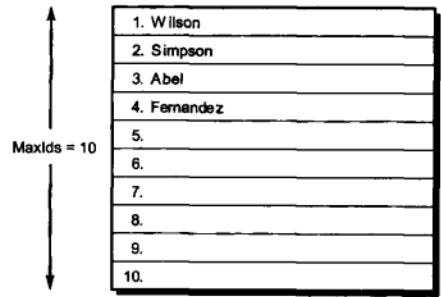 1. Wilson
2. Simpson
3. Abel
4. Fernandez
5.
MaxIds = 10
6.
7.
8.
9.
10.